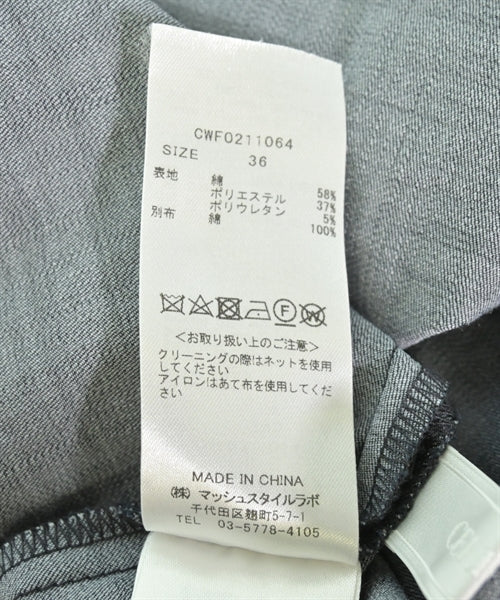 CWF0211064
SIZE 36
表地 綿 58%
ポリエステル 37%
ポリウレタン 5%
別布 綿 100%
<お取り扱い上のご注意>
クリーニングの際はネットを使用
してください
アイロンはあて布を使用してくだ
さい
MADE IN CHINA
(株) マッシュスタイルラボ
千代田区麹町5-7-1
TEL 03-5778-4105